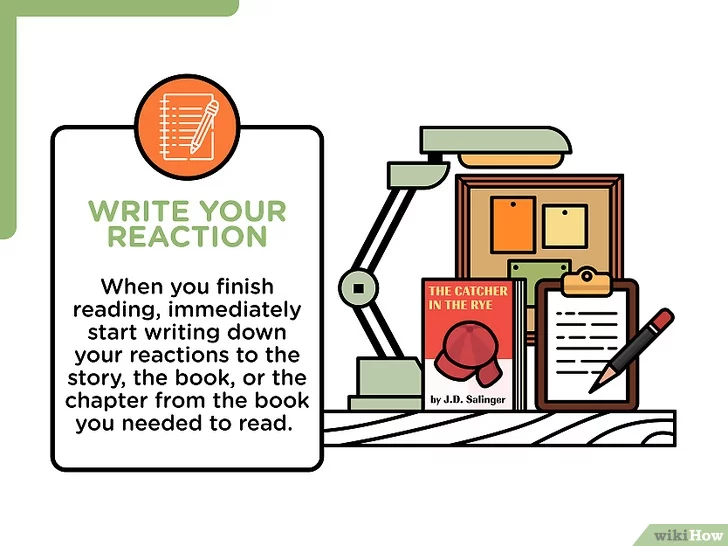 WRITE YOUR
REACTION
When you finish
reading, immediately
start writing down
your reactions to the
story, the book, or the
chapter from the book
you needed to read.
THE CATCHER
IN THE RYE
by J.D. Salinger
wikiHow